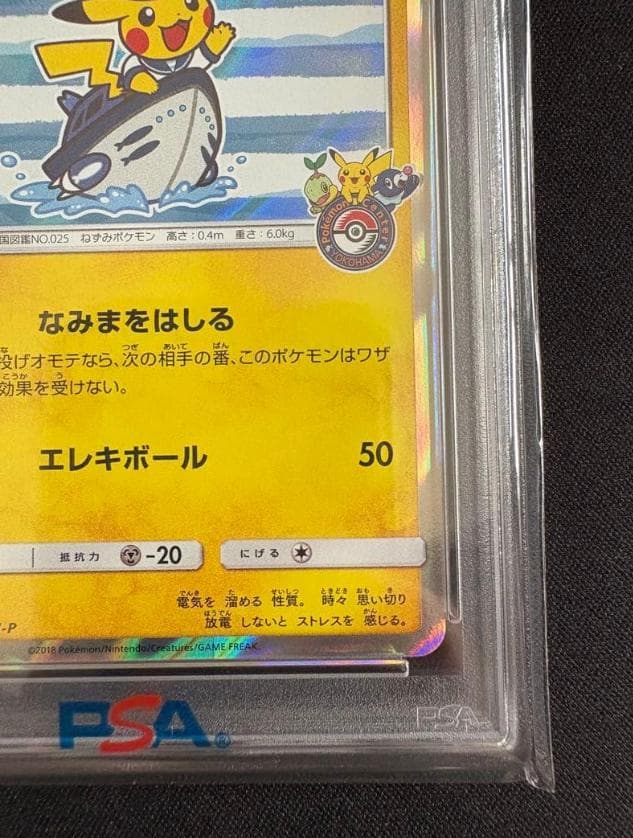 国図鑑NO.025 ねずみポケモン 高さ:0.4m 重さ:6.0kg
Pokémon Center
YOKOHAMA
なみまをはしる
投げオモテなら、次の相手の番、このポケモンはワザ
効果を受けない。
エレキボール 50
抵抗力 -20 にげる
電気を 溜める 性質。 時々 思い切り
放電 しないと ストレスを 感じる。
-P
©2018 Pokémon/Nintendo/Creatures/GAME FREAK.
PSA®
PSA